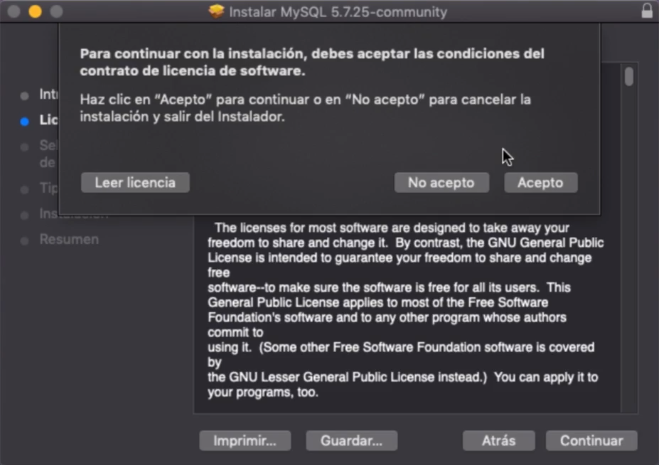 Instalar MySQL 5.7.25-community
Para continuar con la instalación, debes aceptar las condiciones del
contrato de licencia de software.
Haz clic en “Acepto” para continuar o en “No acepto” para cancelar la
instalación y salir del Instalador.
Leer licencia
No acepto
Acepto
Int
Lic
Sel
de
Tip
Instalación
Resumen
The licenses for most software are designed to take away your
freedom to share and change it.  By contrast, the GNU General Public
License is intended to guarantee your freedom to share and change
free
software--to make sure the software is free for all its users.  This
General Public License applies to most of the Free Software
Foundation's software and to any other program whose authors
commit to
using it.  (Some other Free Software Foundation software is covered
by
the GNU Lesser General Public License instead.)  You can apply it to
your programs, too.
Imprimir...
Guardar...
Atrás
Continuar